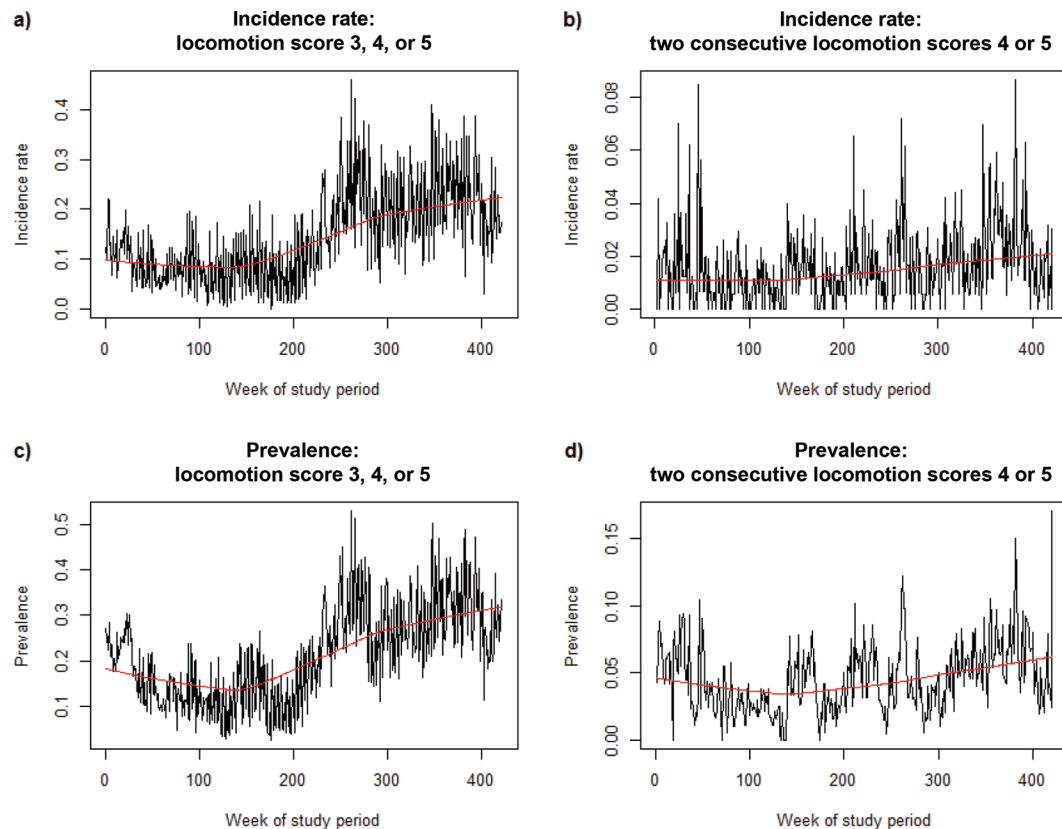 a)
Incidence rate:
locomotion score 3, 4, or 5
Incidence rate
0.4
0.3
0.2
0.1
0.0
0 100 200 300 400
Week of study period
b)
Incidence rate:
two consecutive locomotion scores 4 or 5
Incidence rate
0.08
0.06
0.04
0.02
0.00
0 100 200 300 400
Week of study period
c)
Prevalence:
locomotion score 3, 4, or 5
Prevalence
0.5
0.4
0.3
0.2
0.1
0 100 200 300 400
Week of study period
d)
Prevalence:
two consecutive locomotion scores 4 or 5
Prevalence
0.15
0.10
0.05
0.00
0 100 200 300 400
Week of study period